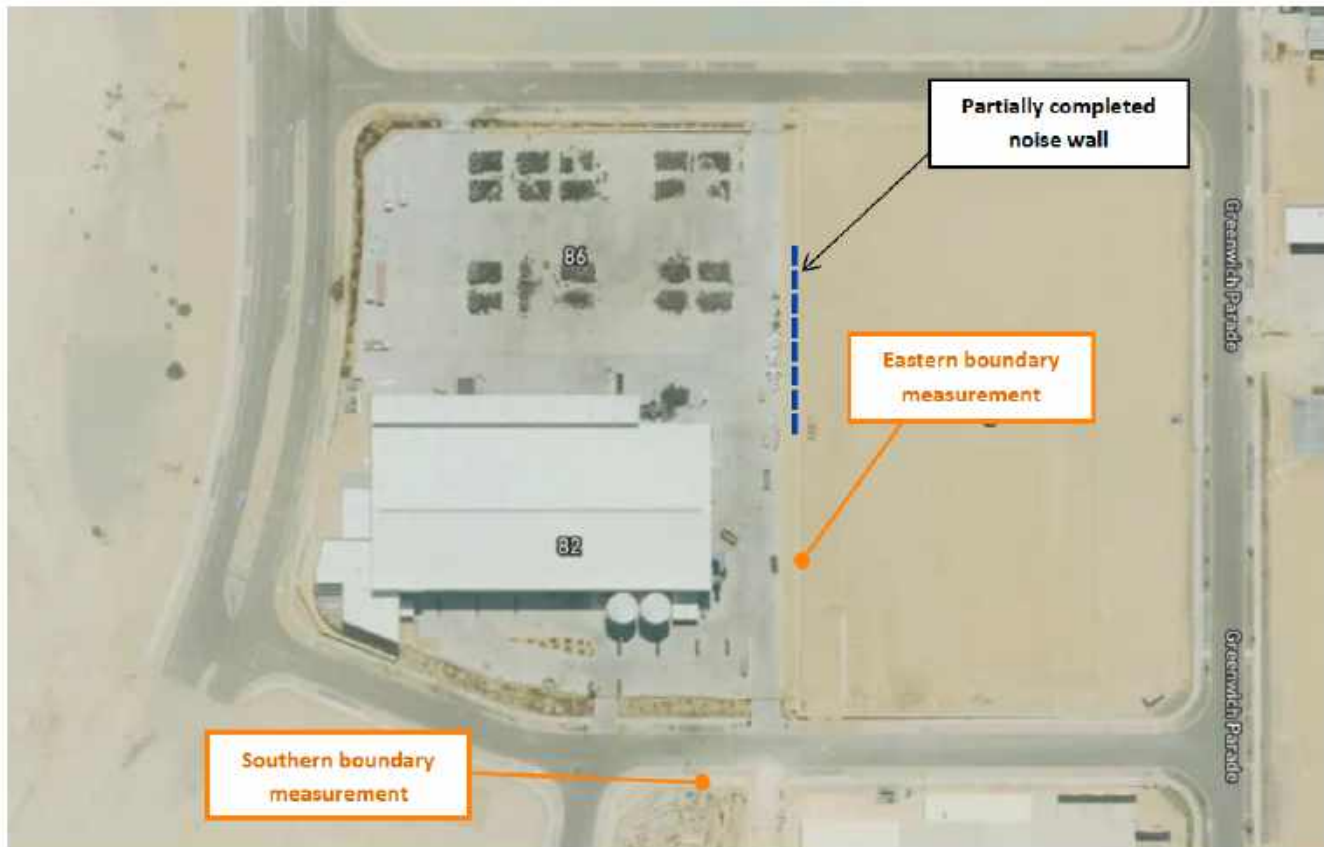 Partially completed
noise wall
Greenwich Parade
86
Eastern boundary
measurement
82
Greenwich Parade
Southern boundary
measurement